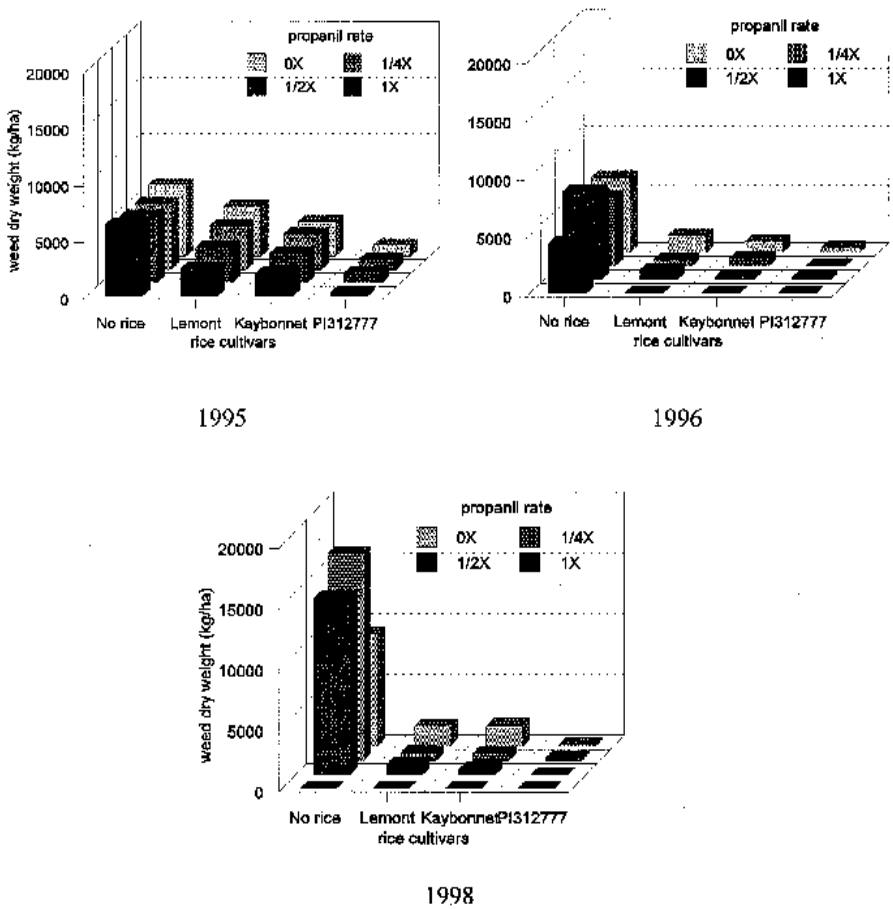 propanil rate
0X 1/4X
1/2X 1X
weed dry weight (kg/ha)
20000
15000
10000
5000
0
No rice Lemont Kaybonnet PI312777
rice cultivars
1995
propanil rate
0X 1/4X
1/2X 1X
20000
15000
10000
5000
0
No rice Lemont Kaybonnet PI312777
rice cultivars
1996
propanil rate
0X 1/4X
1/2X 1X
weed dry weight (kg/ha)
20000
15000
10000
5000
0
No rice Lemont Kaybonnet PI312777
rice cultivars
1998